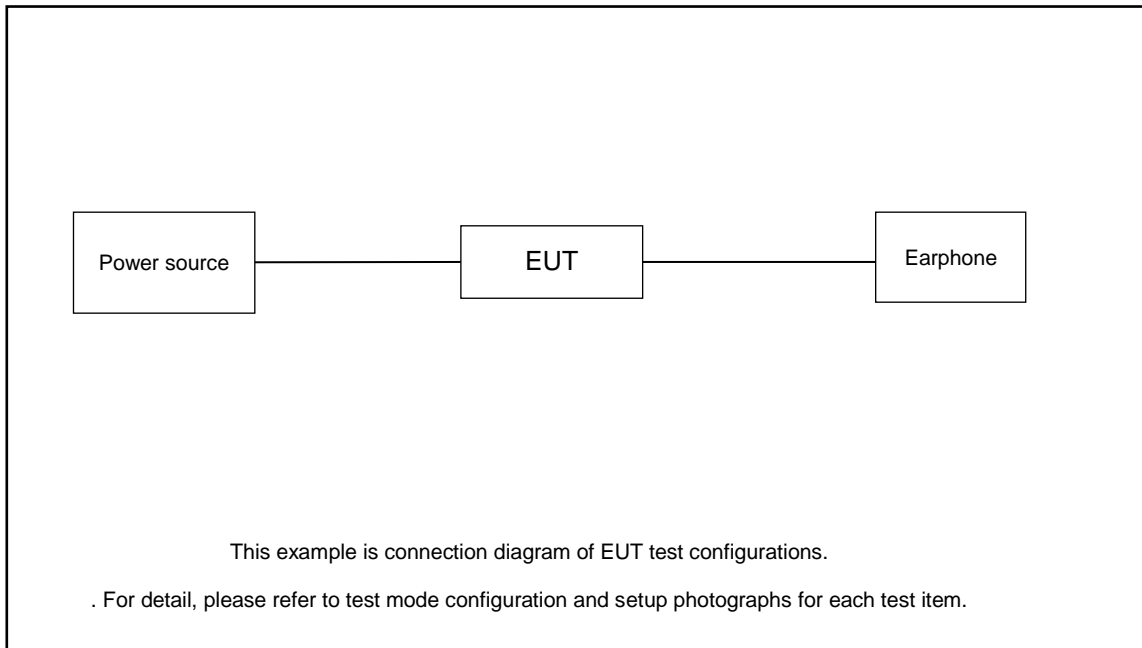 Power source
EUT
Earphone
This example is connection diagram of EUT test configurations.
. For detail, please refer to test mode configuration and setup photographs for each test item.